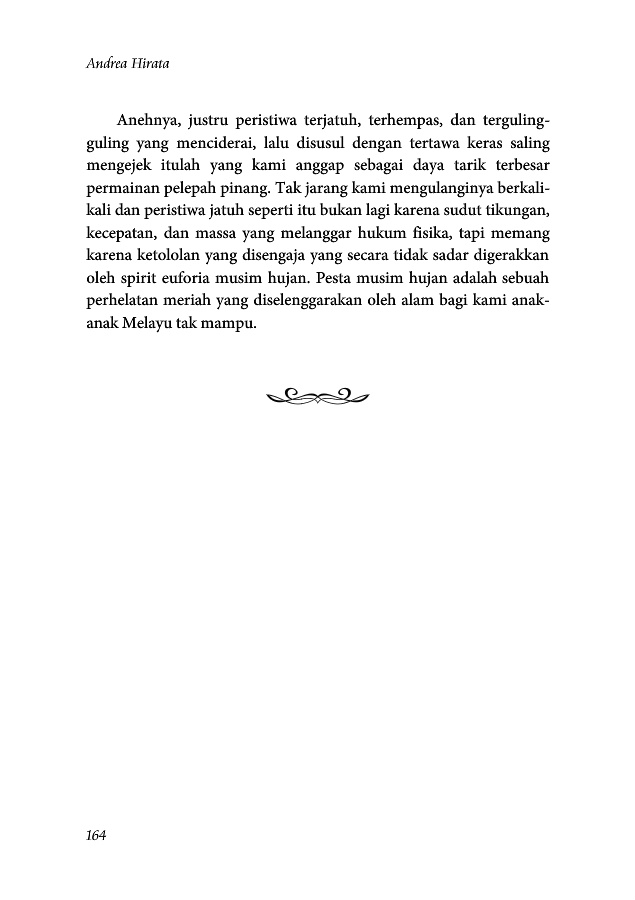 Andrea Hirata
Anehnya, justru peristiwa terjatuh, terhempas, dan terguling-
guling yang menciderai, lalu disusul dengan tertawa keras saling
mengejek itulah yang kami anggap sebagai daya tarik terbesar
permainan pelepah pinang. Tak jarang kami mengulanginya berkali-
kali dan peristiwa jatuh seperti itu bukan lagi karena sudut tikungan,
kecepatan, dan massa yang melanggar hukum fisika, tapi memang
karena ketololan yang disengaja yang secara tidak sadar digerakkan
oleh spirit euforia musim hujan. Pesta musim hujan adalah sebuah
perhelatan meriah yang diselenggarakan oleh alam bagi kami anak-
anak Melayu tak mampu.
164